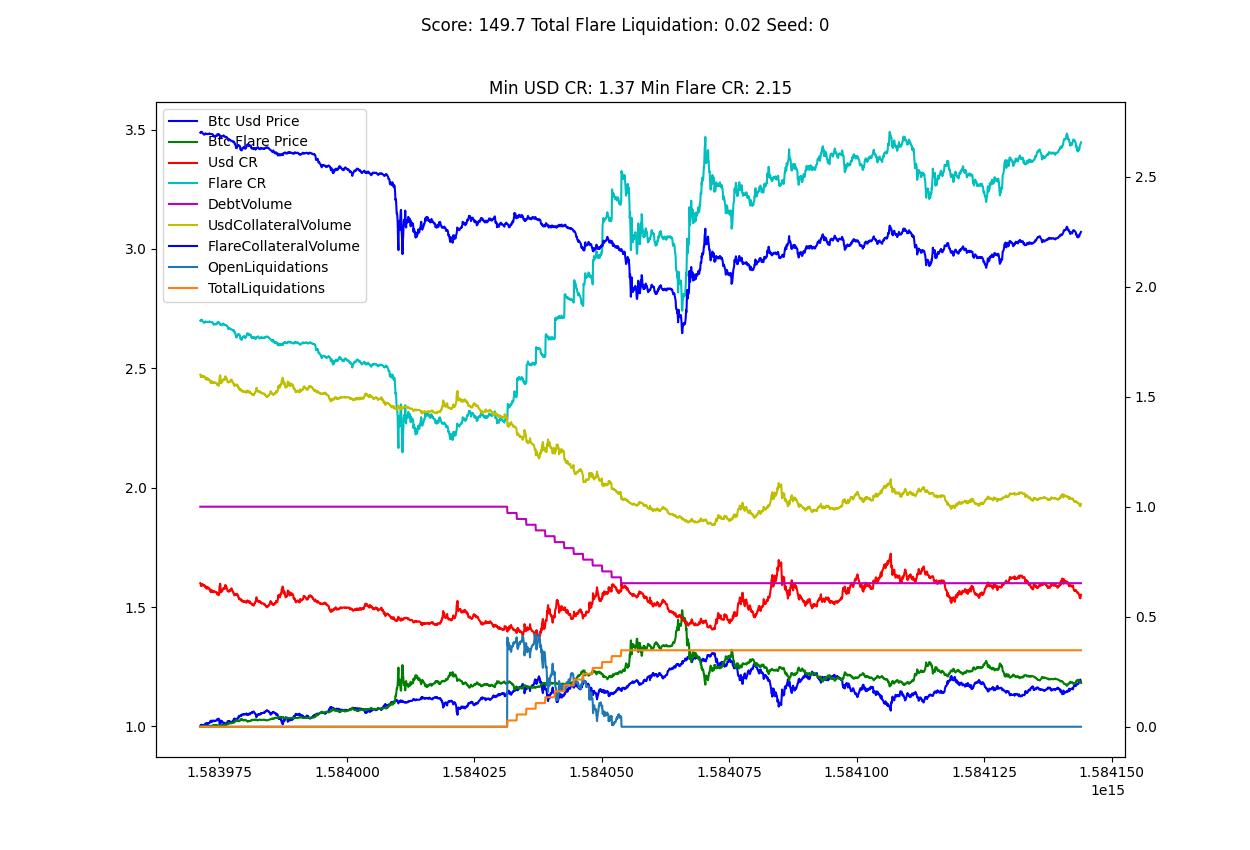 Score: 149.7 Total Flare Liquidation: 0.02 Seed: 0
Min USD CR: 1.37 Min Flare CR: 2.15
Btc Usd Price
Btc Flare Price
Usd CR
Flare CR
DebtVolume
UsdCollateralVolume
FlareCollateralVolume
OpenLiquidations
TotalLiquidations
3.5
3.0
2.5
2.0
1.5
1.0
2.5
2.0
1.5
1.0
0.5
0.0
1.583975 1.584000 1.584025 1.584050 1.584075 1.584100 1.584125 1.584150
1e15